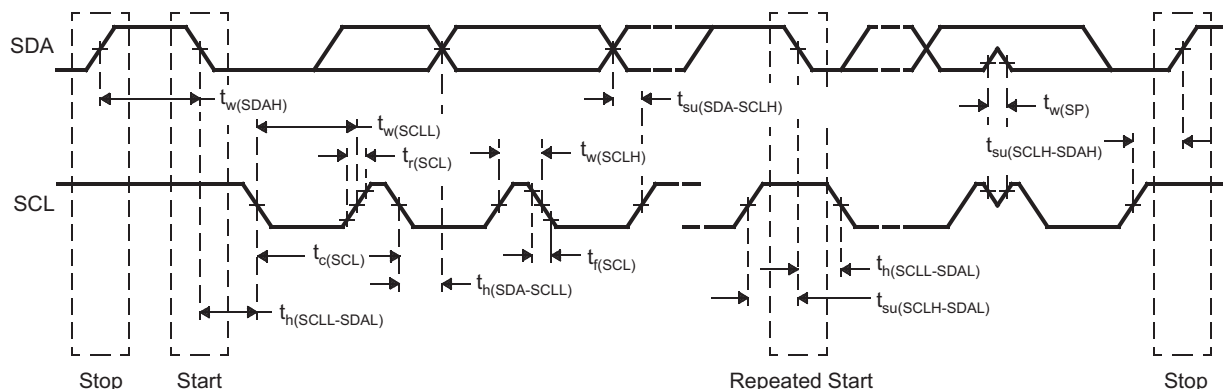 SDA
t_w(SDAH)
t_su(SDA-SCLH)
t_w(SP)
t_w(SCLL)
t_r(SCL)
t_w(SCLH)
t_su(SCLH-SDAH)
SCL
t_c(SCL)
t_f(SCL)
t_h(SCLL-SDAL)
t_h(SDA-SCLL)
t_h(SCLL-SDAL)
t_su(SCLH-SDAL)
Stop
Start
Repeated Start
Stop